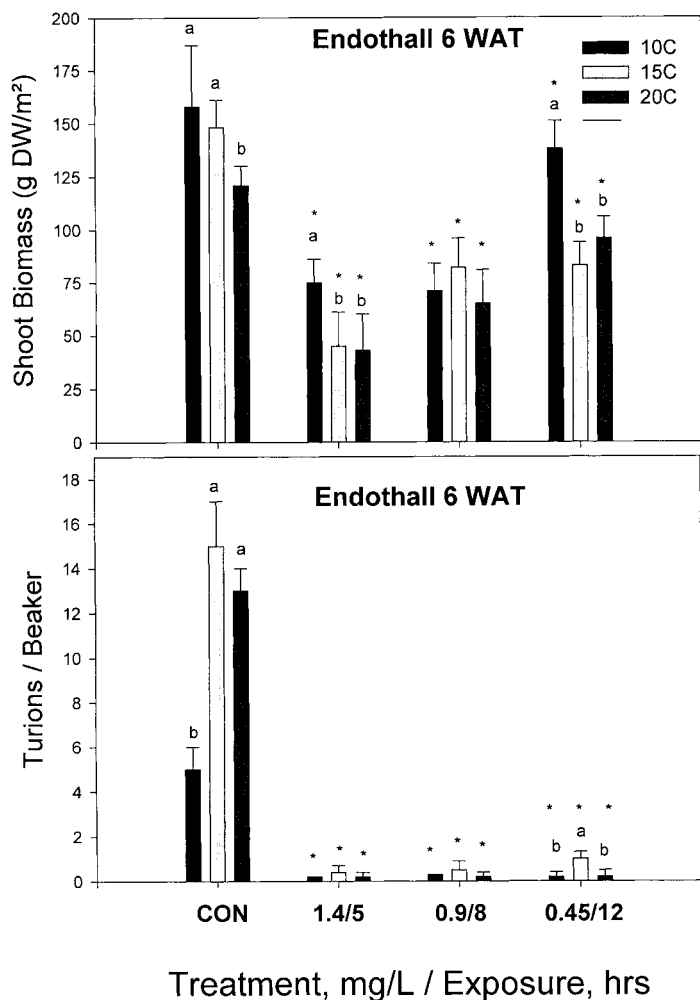 Endothall 6 WAT
10C
15C
20C
Shoot Biomass (g DW/m²)
200
175
150
125
100
75
50
25
0
a
a
b
*
a
*
b
*
b
*
*
*
*
a
*
b
*
b
Endothall 6 WAT
Turions / Beaker
18
16
14
12
10
8
6
4
2
0
b
a
a
*
*
*
*
*
*
*
b
*
a
*
b
CON
1.4/5
0.9/8
0.45/12
Treatment, mg/L / Exposure, hrs